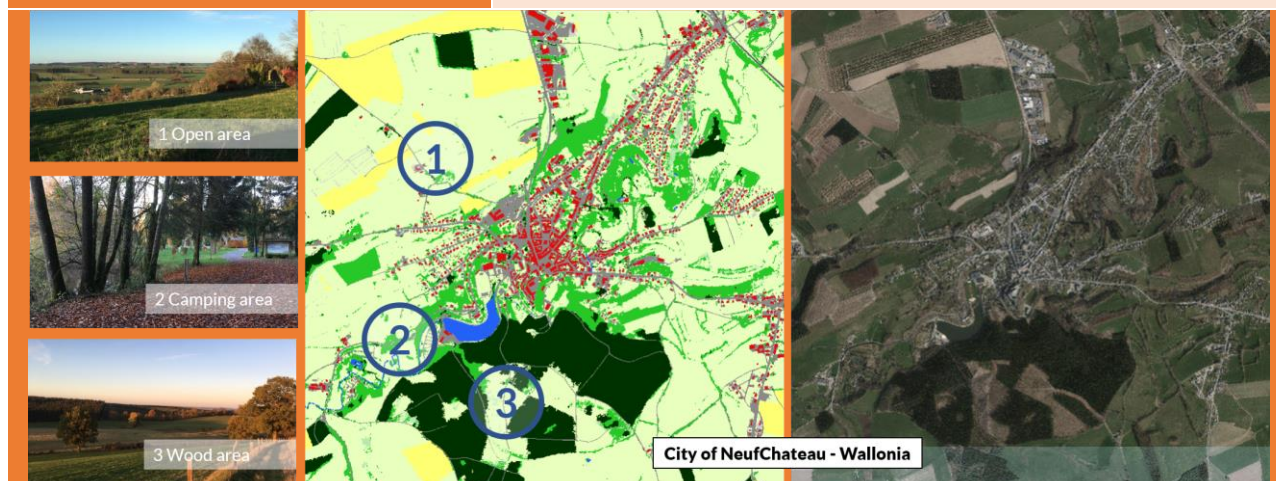 1 Open area
2 Camping area
3 Wood area
1
2
3
City of NeufChateau - Wallonia